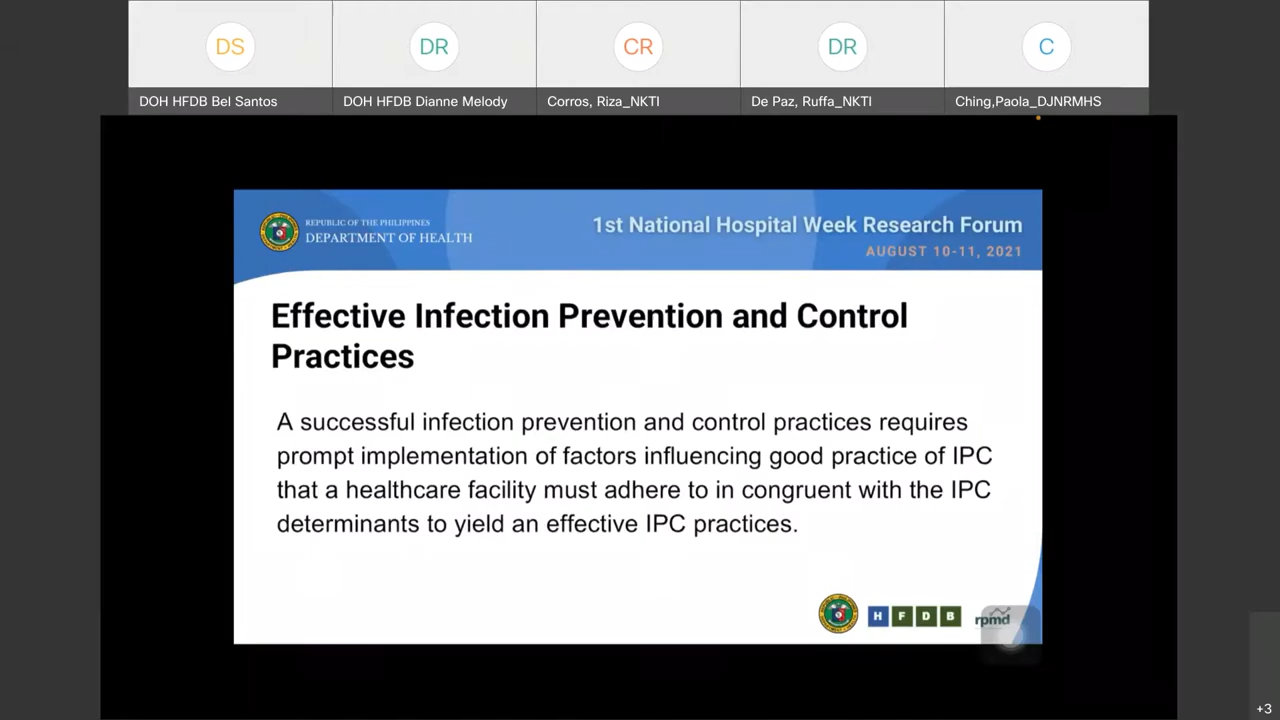 DS
DR
CR
DR
C
DOH HFDB Bel Santos
DOH HFDB Dianne Melody
Corros, Riza_NKTI
De Paz, Ruffa_NKTI
Ching,Paola_DJNRMHS
REPUBLIC OF THE PHILIPPINES
DEPARTMENT OF HEALTH
1st National Hospital Week Research Forum
AUGUST 10-11, 2021
Effective Infection Prevention and Control
Practices
A successful infection prevention and control practices requires
prompt implementation of factors influencing good practice of IPC
that a healthcare facility must adhere to in congruent with the IPC
determinants to yield an effective IPC practices.
H F D B
rpmd
+3